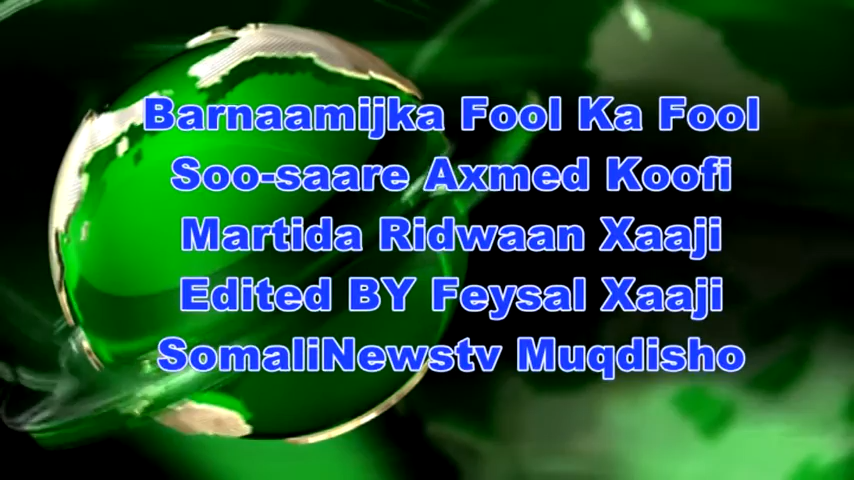 Barnaamijka Fool Ka Fool
Soo-saare Axmed Koofi
Martida Ridwaan Xaaji
Edited BY Feysal Xaaji
SomaliNewstv Muqdisho